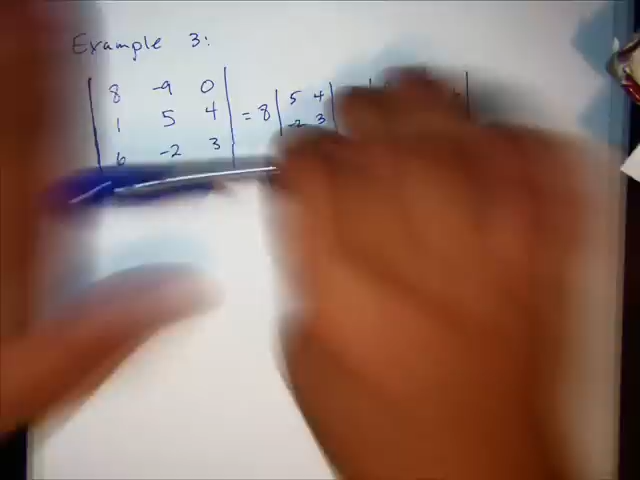 Example 3:
8 -9 0
1 5 4 = 8 | 5 4
6 -2 3 -2 3 |